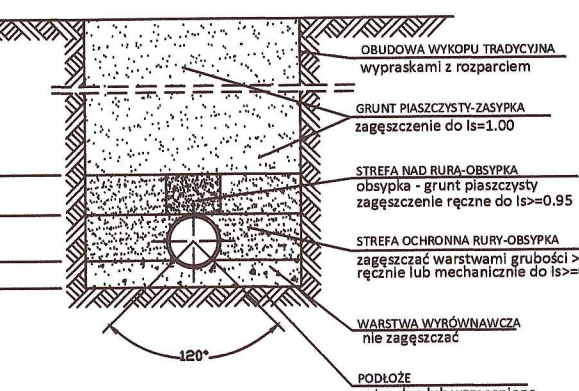 OBUDOWA WYKOPU TRADYCYJNA
wypraskami z rozparciem
GRUNT PIASZCZYSTY-ZASYPKA
zagęszczenie do Is=1.00
STREFA NAD RURĄ-OBSYPKA
obsypka - grunt piaszczysty
zagęszczenie ręczne do Is>=0.95
STREFA OCHRONNA RURY-OBSYPKA
zagęszczać warstwami grubości >
ręcznie lub mechanicznie do Is>=
WARSTWA WYRÓWNAWCZA
nie zagęszczać
120°
PODŁOŻE